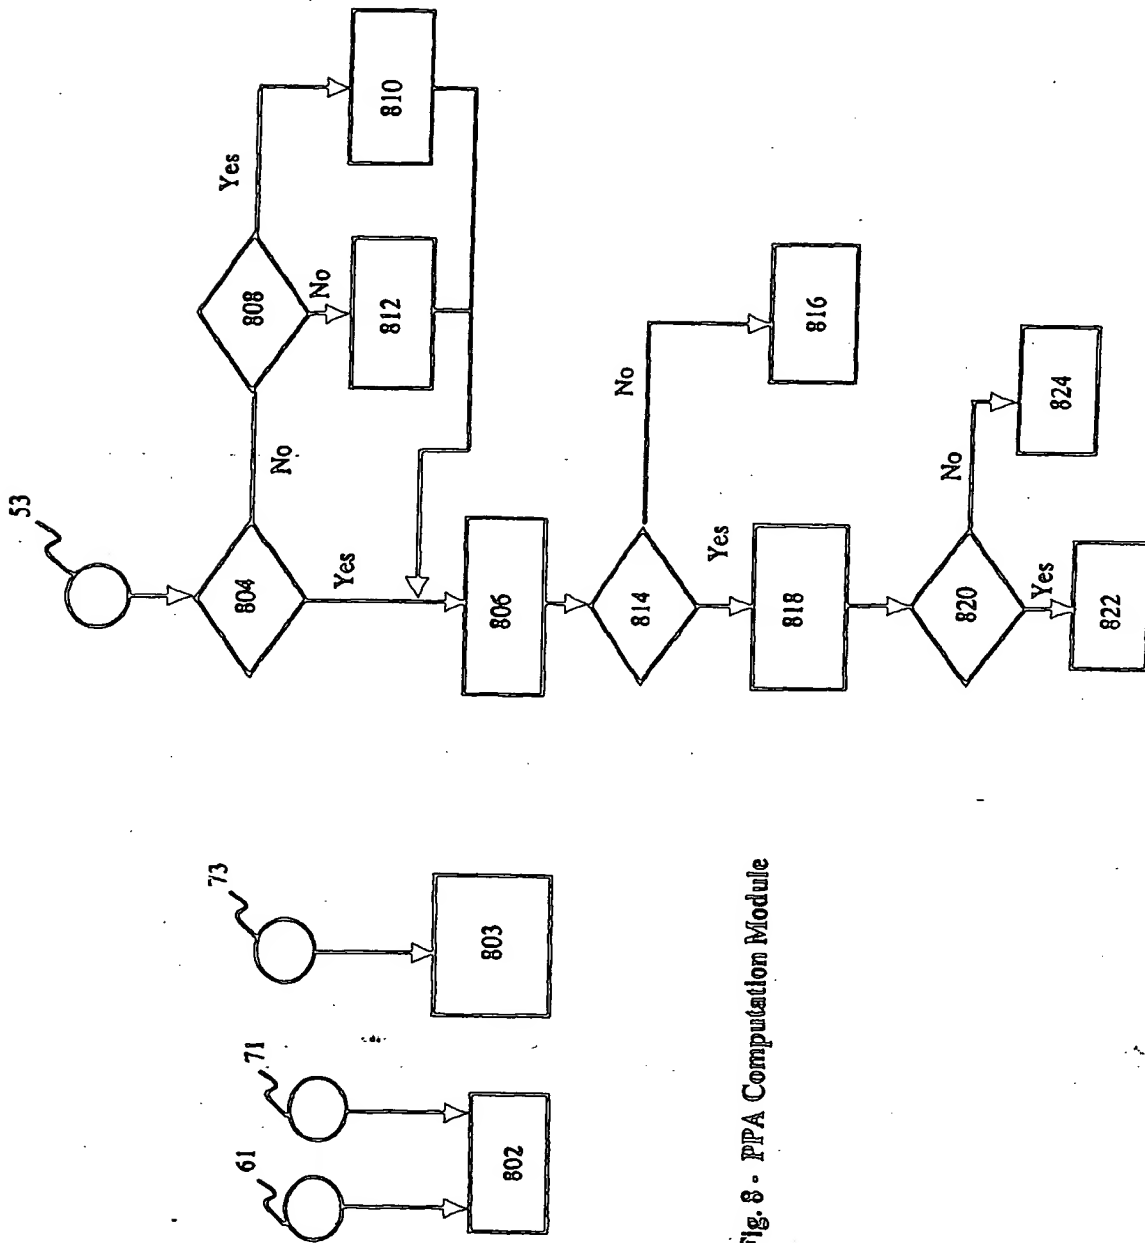 61
71
73
53
802
803
804
No
808
Yes
No
812
810
Yes
806
814
No
816
Yes
818
820
No
824
Yes
822
Fig. 8 - PPA Computation Module